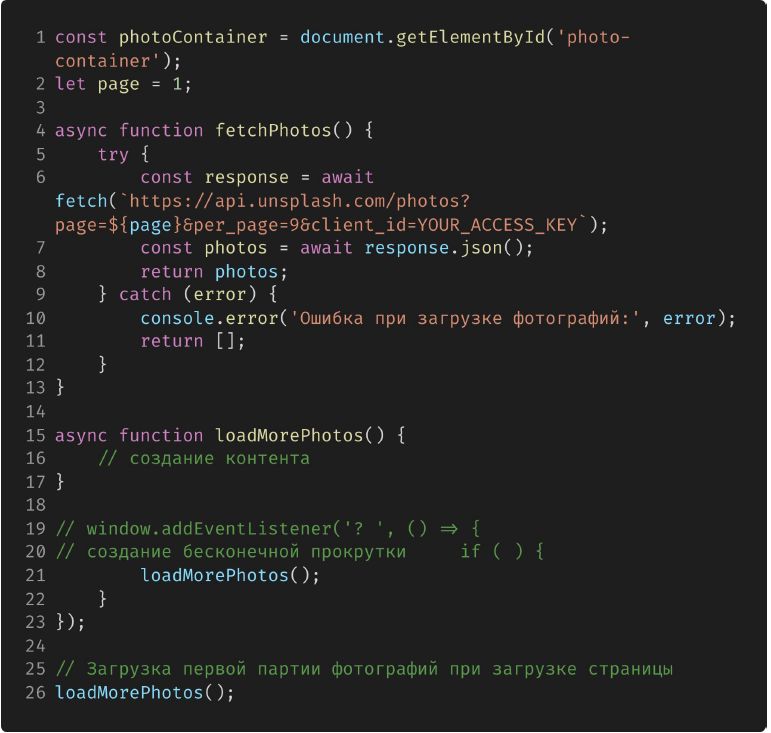 1 const photoContainer = document.getElementById('photo-
container');
2 let page = 1;
3
4 async function fetchPhotos() {
5     try {
6         const response = await
fetch(`https://api.unsplash.com/photos?
page=${page}&per_page=9&client_id=YOUR_ACCESS_KEY`);
7         const photos = await response.json();
8         return photos;
9     } catch (error) {
10         console.error('Ошибка при загрузке фотографий:', error);
11         return [];
12     }
13 }
14
15 async function loadMorePhotos() {
16     // создание контента
17 }
18
19 // window.addEventListener('? ', () => {
20 // создание бесконечной прокрутки     if ( ) {
21         loadMorePhotos();
22     }
23 });
24
25 // Загрузка первой партии фотографий при загрузке страницы
26 loadMorePhotos();